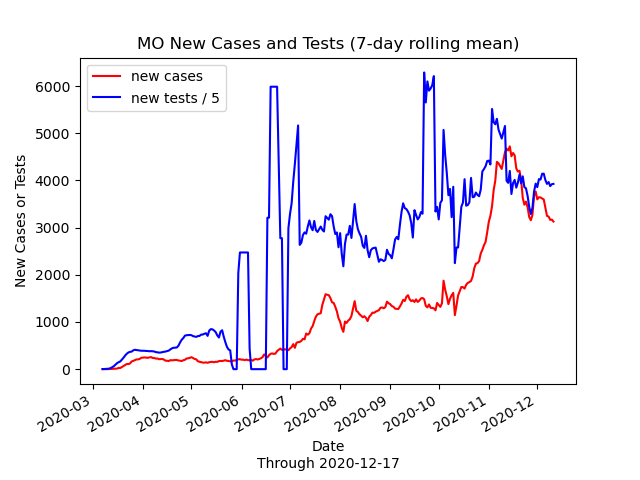 MO New Cases and Tests (7-day rolling mean)
new cases
new tests / 5
New Cases or Tests
6000
5000
4000
3000
2000
1000
0
2020-03
2020-04
2020-05
2020-06
2020-07
2020-08
2020-09
2020-10
2020-11
2020-12
Date
Through 2020-12-17